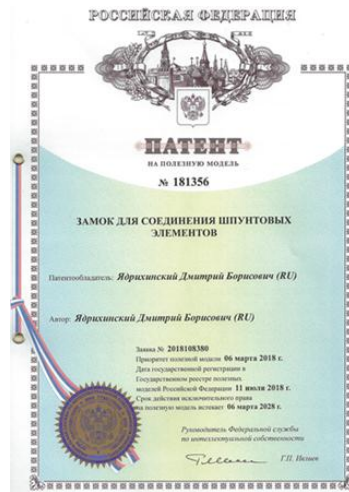 РОССИЙСКАЯ ФЕДЕРАЦИЯ
ПАТЕНТ
НА ПОЛЕЗНУЮ МОДЕЛЬ
№ 181356
ЗАМОК ДЛЯ СОЕДИНЕНИЯ ШПУНТОВЫХ
ЭЛЕМЕНТОВ
Патентообладатель: Ядрихинский Дмитрий Борисович (RU)
Автор: Ядрихинский Дмитрий Борисович (RU)
Заявка № 2018108380
Приоритет полезной модели 06 марта 2018 г.
Дата государственной регистрации в
Государственном реестре полезных
моделей Российской Федерации 11 июля 2018 г.
Срок действия исключительного права
на полезную модель истекает 06 марта 2028 г.
Руководитель Федеральной службы
по интеллектуальной собственности
Г.П. Ивлиев